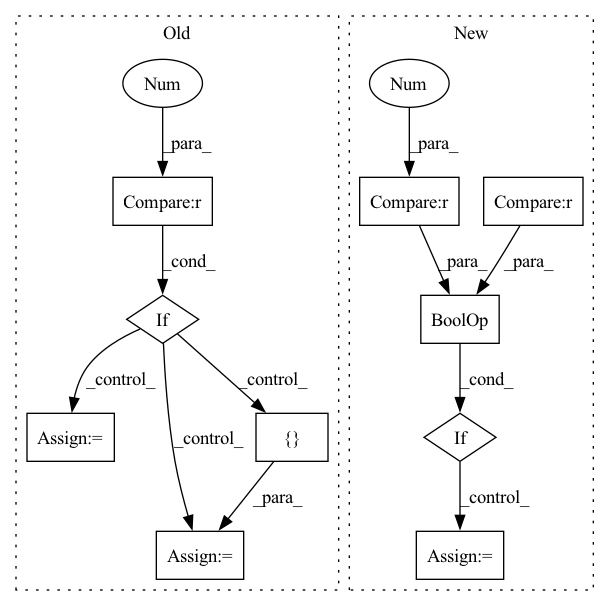 Old
New
Num
Num
_para_
_para_
Compare:r
Compare:r
Compare:r
_cond_
_para_
_para_
If
BoolOp
_control_
_control_
_control_
_cond_
Assign:=
{}
If
_para_
_control_
Assign:=
Assign:=